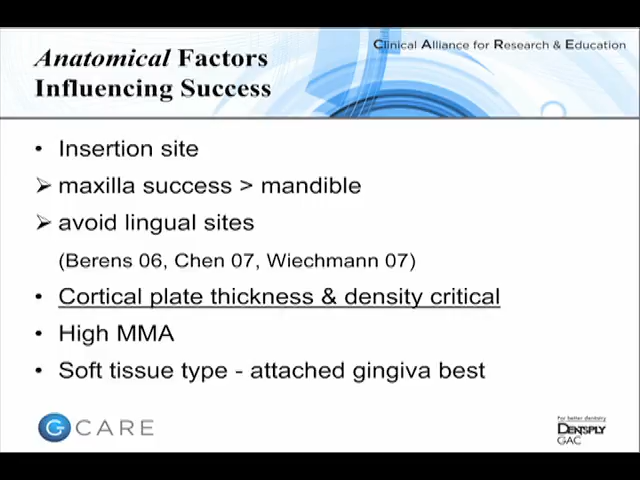 Clinical Alliance for Research & Education
Anatomical Factors
Influencing Success
• Insertion site
➢ maxilla success > mandible
➢ avoid lingual sites
(Berens 06, Chen 07, Wiechmann 07)
• Cortical plate thickness & density critical
• High MMA
• Soft tissue type - attached gingiva best
G CARE
For better dentistry
DENTSPLY
GAC